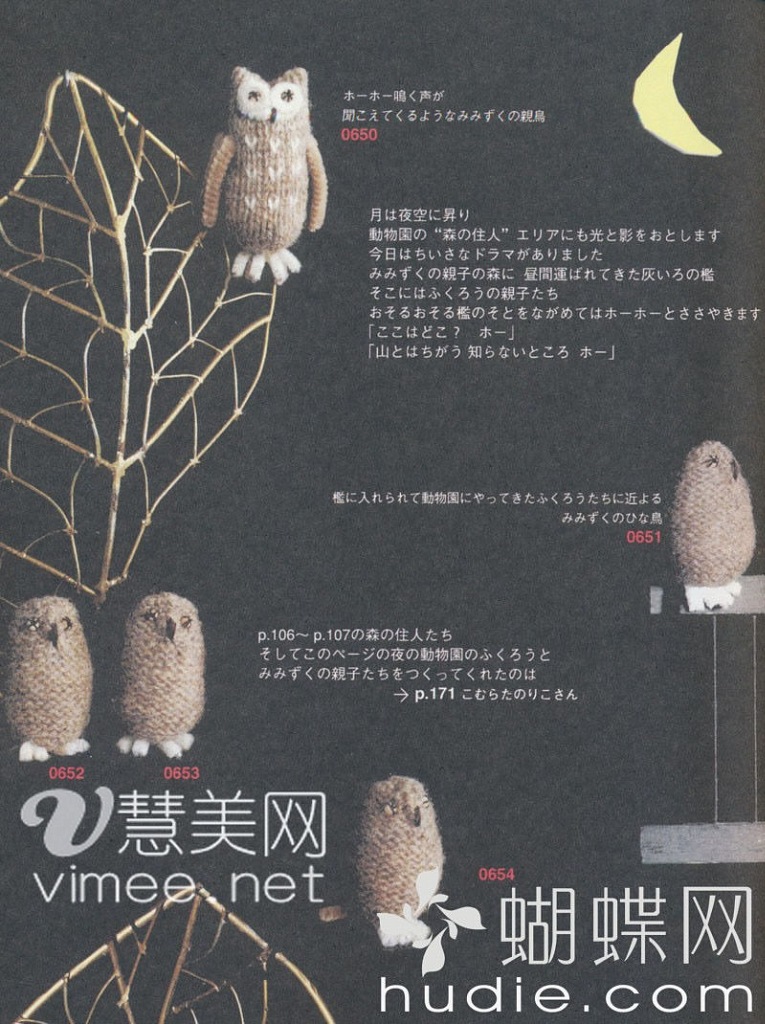 ホーホー鳴く声が
聞こえてくるようなみみずくの親鳥
0650
月は夜空に昇り
動物園の“森の住人”エリアにも光と影をおとします
今日はちいさなドラマがありました
みみずくの親子の森に 昼間運ばれてきた灰いろの檻
そこにはふくろうの親子たち
おそるおそる檻のそとをながめてはホーホーとささやきます
「ここはどこ？ ホー」
「山とはちがう 知らないところ ホー」
檻に入れられて動物園にやってきたふくろうたちに近よる
みみずくのひな鳥
0651
p.106〜p.107の森の住人たち
そしてこのページの夜の動物園のふくろうと
みみずくの親子たちをつくってくれたのは
→ p.171 こむらたのりこさん
0652
0653
慧美网
vimee.net
0654
蝴蝶网
hudie.com